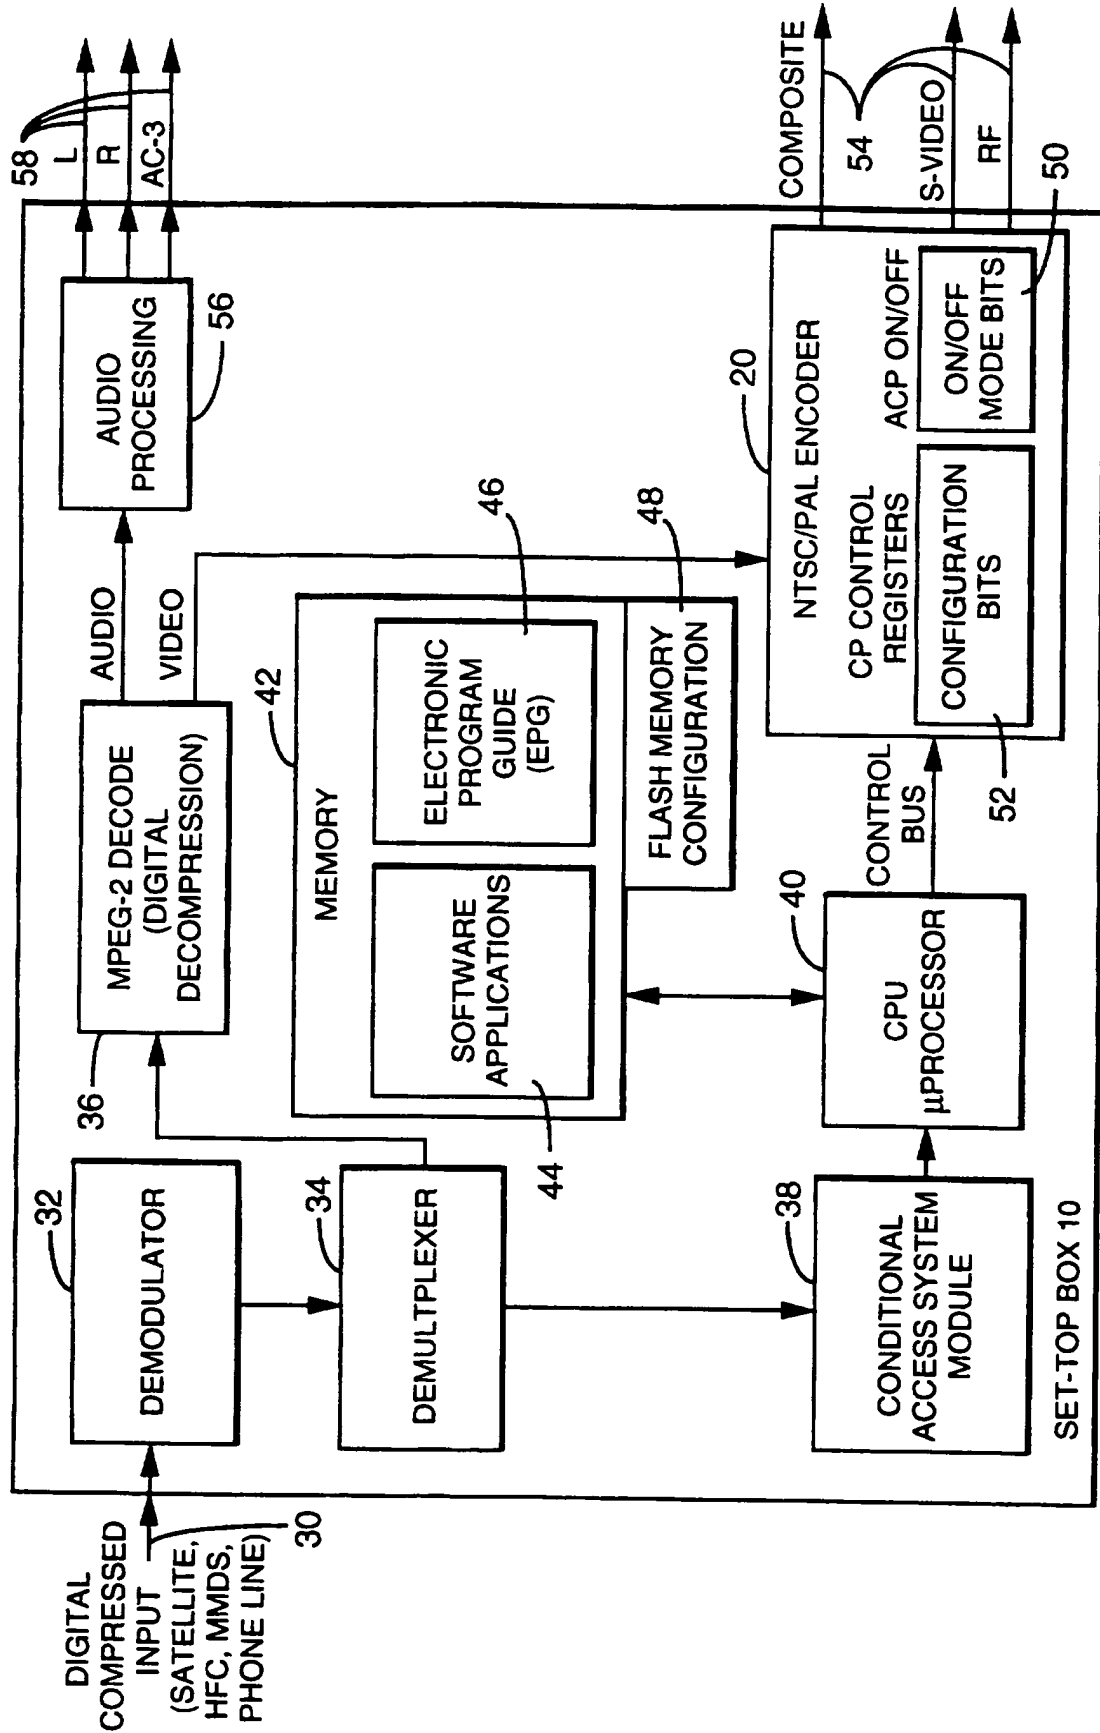 DIGITAL
COMPRESSED
INPUT
(SATELLITE,
HFC, MMDS,
PHONE LINE)
30
32
DEMODULATOR
34
DEMULTPLEXER
36
MPEG-2 DECODE
(DIGITAL
DECOMPRESSION)
AUDIO
VIDEO
AUDIO
PROCESSING
56
58
L
R
AC-3
42
MEMORY
SOFTWARE
APPLICATIONS
44
ELECTRONIC
PROGRAM
GUIDE
(EPG)
46
FLASH MEMORY
CONFIGURATION
48
38
CONDITIONAL
ACCESS SYSTEM
MODULE
40
CPU
µPROCESSOR
CONTROL
BUS
20
NTSC/PAL ENCODER
CP CONTROL
REGISTERS
ACP ON/OFF
CONFIGURATION
BITS
52
ON/OFF
MODE BITS
50
COMPOSITE
54
S-VIDEO
RF
SET-TOP BOX 10